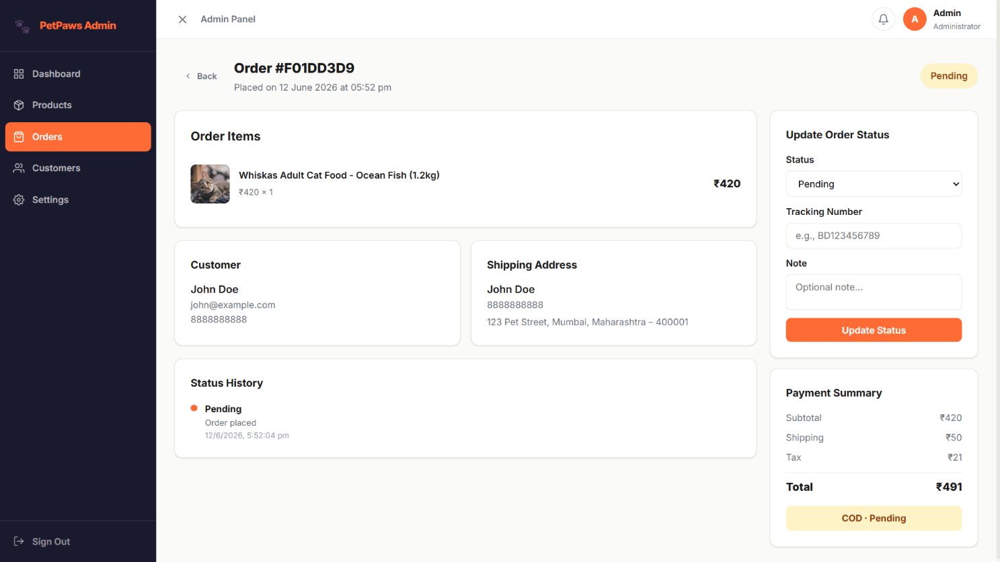 PetPaws Admin
Dashboard
Products
Orders
Customers
Settings
Sign Out
Admin Panel
A
Admin
Administrator
Back
Order #F01DD3D9
Placed on 12 June 2026 at 05:52 pm
Pending
Order Items
Whiskas Adult Cat Food - Ocean Fish (1.2kg)
₹420 × 1
₹420
Customer
John Doe
john@example.com
8888888888
Shipping Address
John Doe
8888888888
123 Pet Street, Mumbai, Maharashtra – 400001
Status History
Pending
Order placed
12/6/2026, 5:52:04 pm
Update Order Status
Status
Pending
Tracking Number
e.g., BD123456789
Note
Optional note...
Update Status
Payment Summary
Subtotal ₹420
Shipping ₹50
Tax ₹21
Total ₹491
COD · Pending